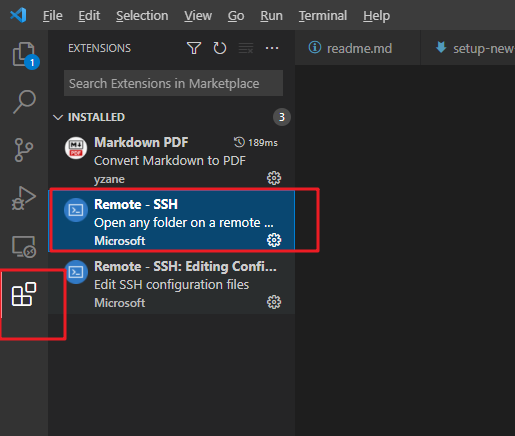 File Edit Selection View Go Run Terminal Help
EXTENSIONS
readme.md setup-new
1
Search Extensions in Marketplace
INSTALLED 3
Markdown PDF 189ms
Convert Markdown to PDF
yzane
Remote - SSH
Open any folder on a remote ...
Microsoft
Remote - SSH: Editing Confi...
Edit SSH configuration files
Microsoft